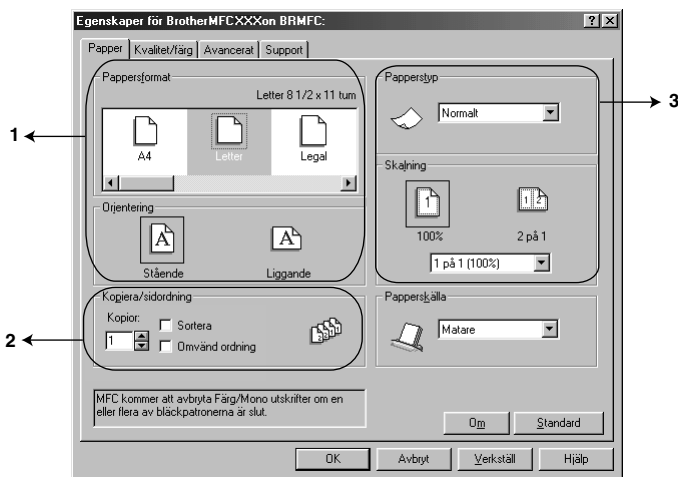 Egenskaper för BrotherMFCXXXon BRMFC:
Papper Kvalitet/färg Avancerat Support
Pappersformat
Letter 8 1/2 x 11 tum
A4 Letter Legal
Orientering
Stående Liggande
Kopiera/sidordning
Kopior:
1
Sortera
Omvänd ordning
MFC kommer att avbryta Färg/Mono utskrifter om en
eller flera av bläckpatronerna är slut.
Papperstyp
Normalt
Skalning
100% 2 på 1
1 på 1 (100%)
Papperskälla
Matare
Om Standard
OK Avbryt Verkställ Hjälp
1
2
3